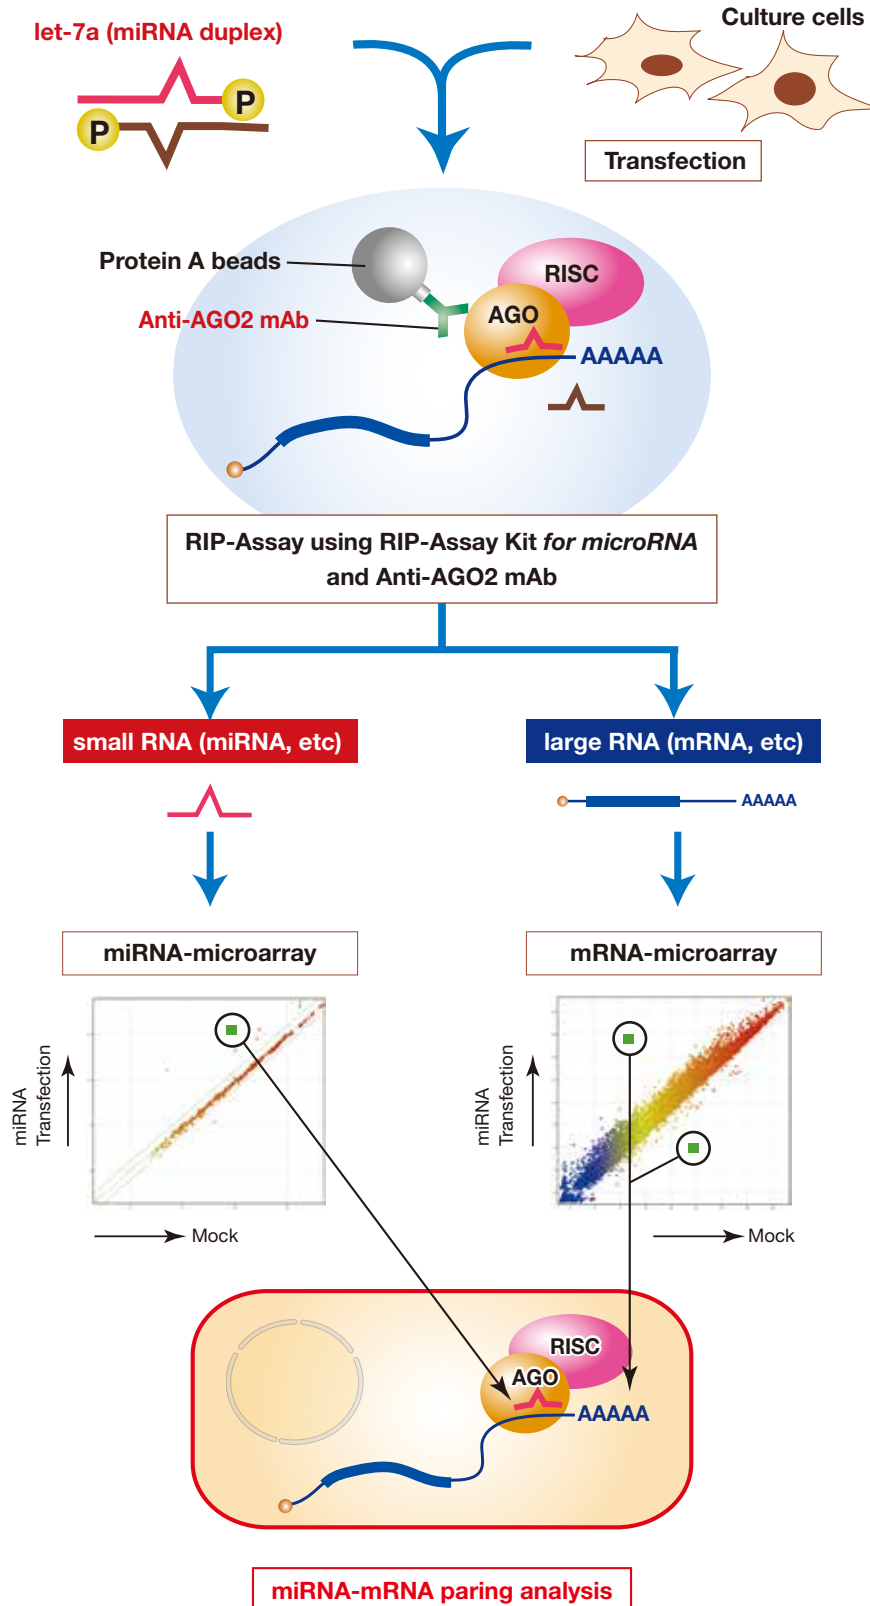 let-7a (miRNA duplex)
Culture cells
P
P
Transfection
Protein A beads
RISC
AGO
Anti-AGO2 mAb
AAAAA
RIP-Assay using RIP-Assay Kit for microRNA
and Anti-AGO2 mAb
small RNA (miRNA, etc)
large RNA (mRNA, etc)
AAAAA
miRNA-microarray
mRNA-microarray
miRNA
Transfection
Mock
miRNA
Transfection
Mock
RISC
AGO
AAAAA
miRNA-mRNA paring analysis